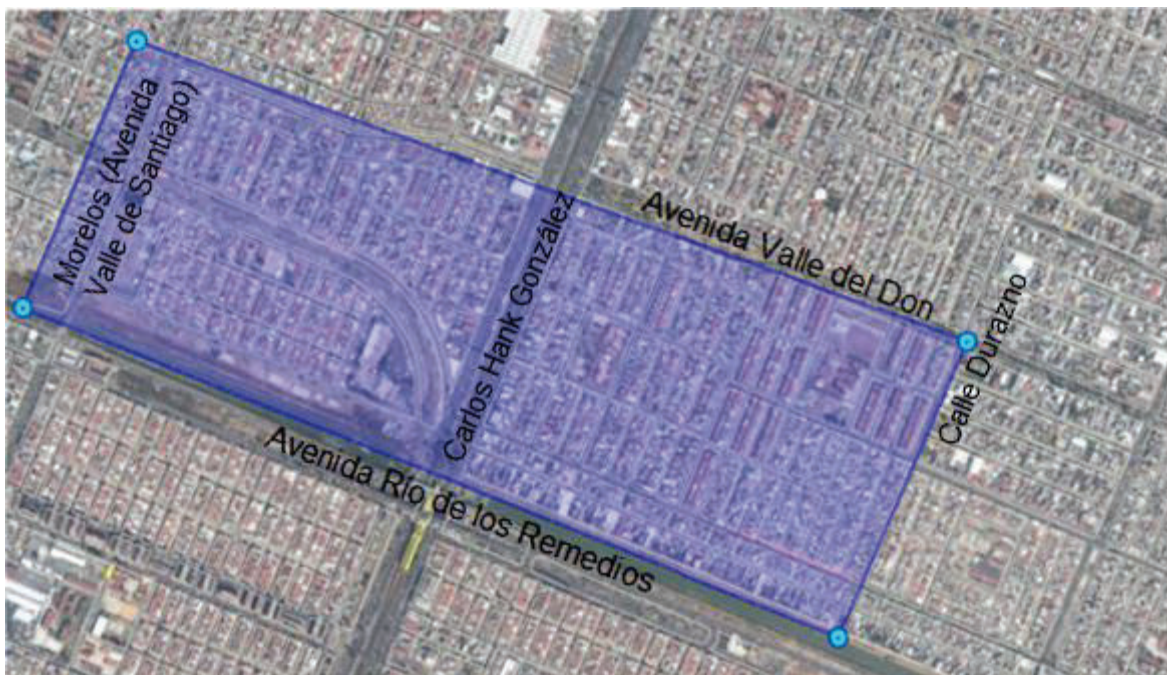 Morelos (Avenida
Valle de Santiago)
Carlos Hank González
Avenida Valle del Don
Calle Durazno
Avenida Río de los Remedios